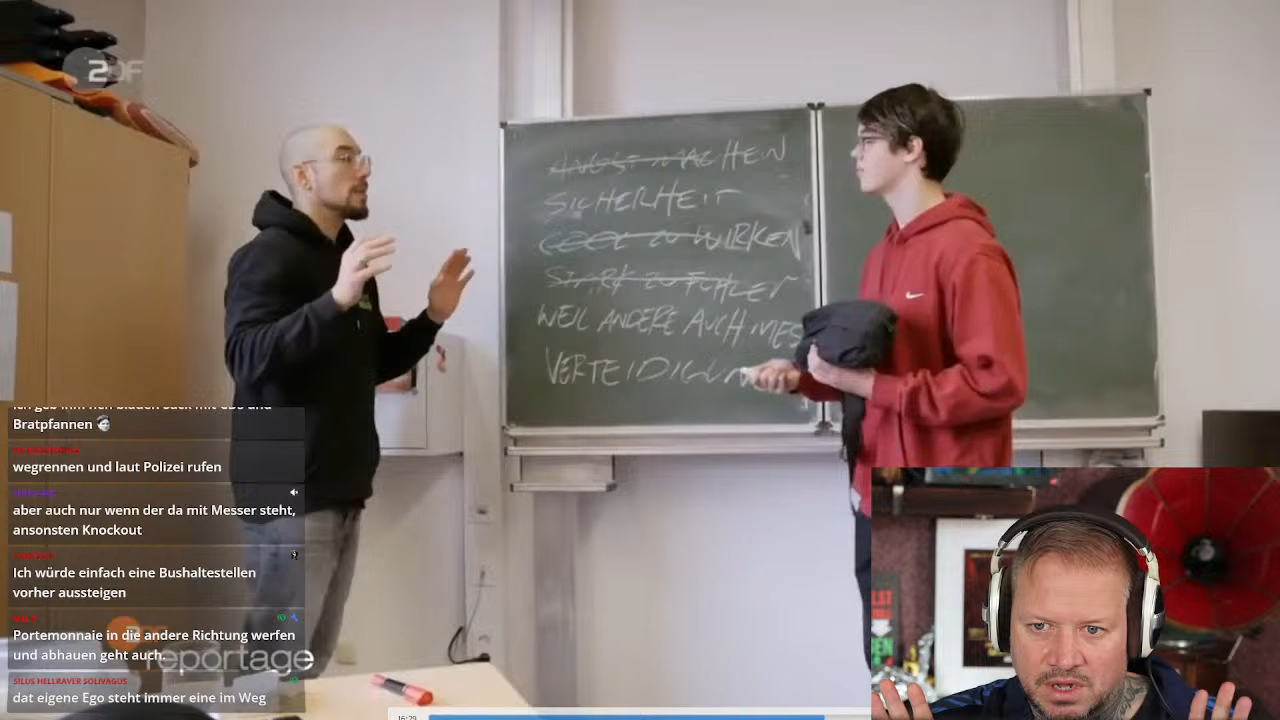 ZDF
ANGST MACHEN
SICHERHEIT
COOL ZU WIRKEN
STARK ZU FÜHLEN
WEIL ANDERE AUCH MES
VERTEIDIGUN
Bratpfannen
wegrennen und laut Polizei rufen
aber auch nur wenn der da mit Messer steht,
ansonsten Knockout
Ich würde einfach eine Bushaltestellen
vorher aussteigen
Portemonnaie in die andere Richtung werfen
und abhauen geht auch.
reportage
SILUS HELLRAVER SOLIVAGUS
dat eigene Ego steht immer eine im Weg
16:29